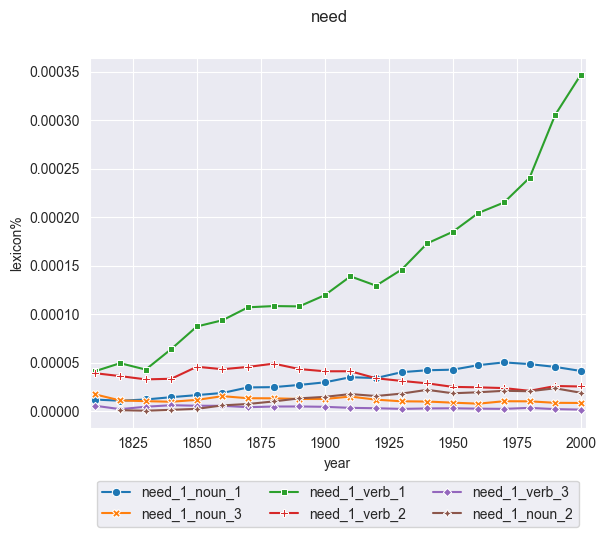 need
0.00035
0.00030
0.00025
0.00020
0.00015
0.00010
0.00005
0.00000
lexicon%
1825 1850 1875 1900 1925 1950 1975 2000
year
need_1_noun_1 need_1_verb_1 need_1_verb_3
need_1_noun_3 need_1_verb_2 need_1_noun_2